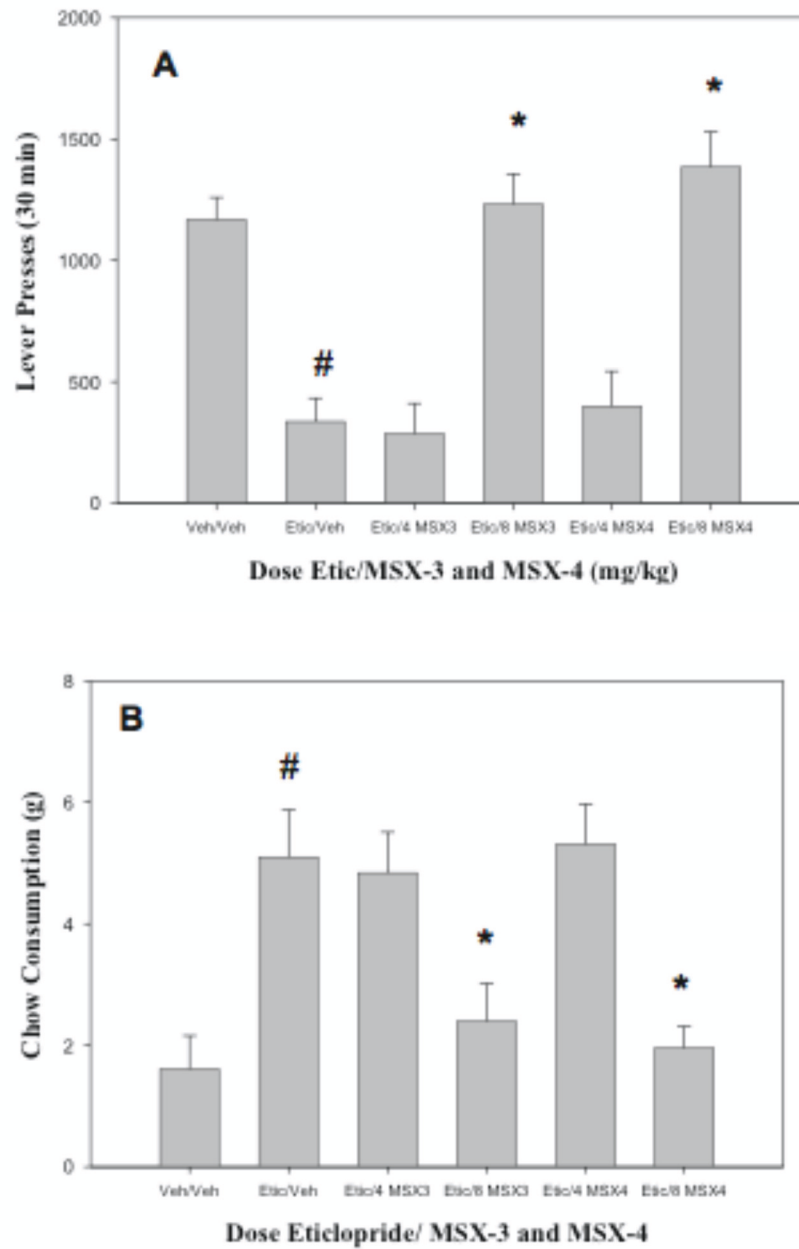 2000
A
*
*
1500
1000
#
500
0
Lever Presses (30 min)
Veh/Veh Etic/Veh Etic/4 MSX3 Etic/8 MSX3 Etic/4 MSX4 Etic/8 MSX4
Dose Etic/MSX-3 and MSX-4 (mg/kg)
8
B
#
6
*
4
*
2
0
Chow Consumption (g)
Veh/Veh Etic/Veh Etic/4 MSX3 Etic/8 MSX3 Etic/4 MSX4 Etic/8 MSX4
Dose Eticlopride/ MSX-3 and MSX-4